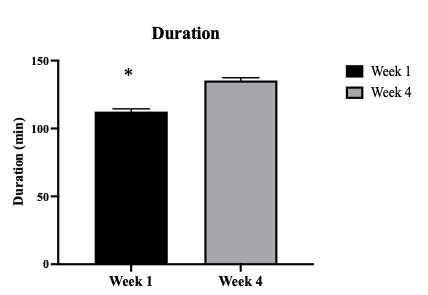 Duration
150
*
Week 1
Week 4
100
Duration (min)
50
0
Week 1
Week 4